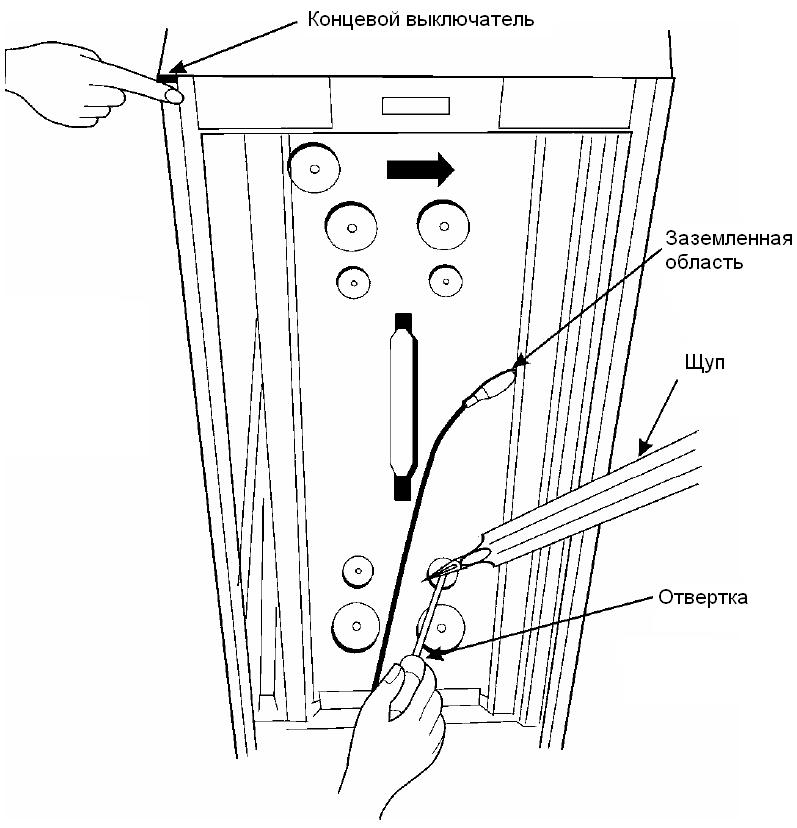 Концевой выключатель
Заземленная
область
Щуп
Отвертка